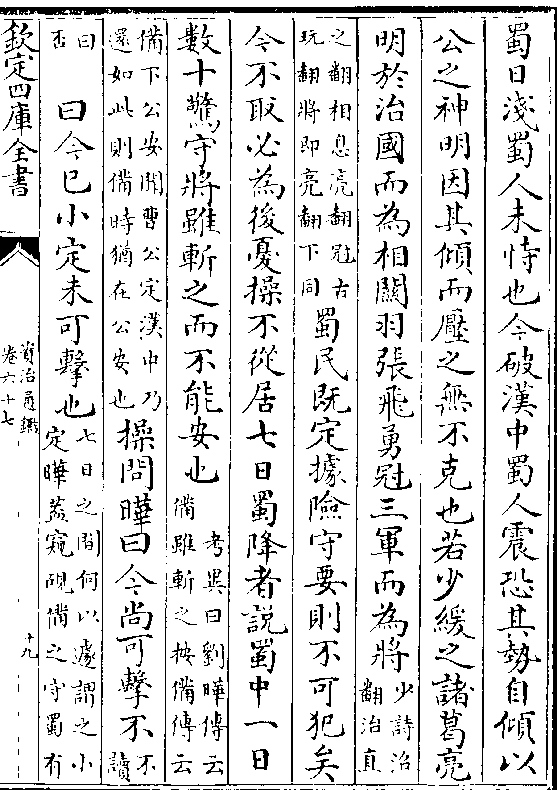 蜀日淺蜀人未恃也今破漢中蜀人震恐其勢自傾以
公之神明因其傾而壓之無不克也若少緩之諸葛亮
明於治國而為相關羽張飛勇冠三軍而為將
少詩沼
翻治直
之翻相息亮翻冠古
玩翻將即亮翻下同
蜀民既定據險守要則不可犯矣
今不取必為後憂操不從居七日蜀降者說蜀中一日
數十驚守將雖斬之而不能安也
考異曰劉曄傳云
備雖斬之按備傳云
備下公安聞曹公定漢中乃
還如此則備時猶在公安也
操問曄曰今尚可擊不
不
讀
曰
否
曰今已小定未可擊也
七日之間何以遽謂之小
定曄蓋窺覘備之守蜀有
欽定四庫全書
資治通鑑
卷六十七
十九